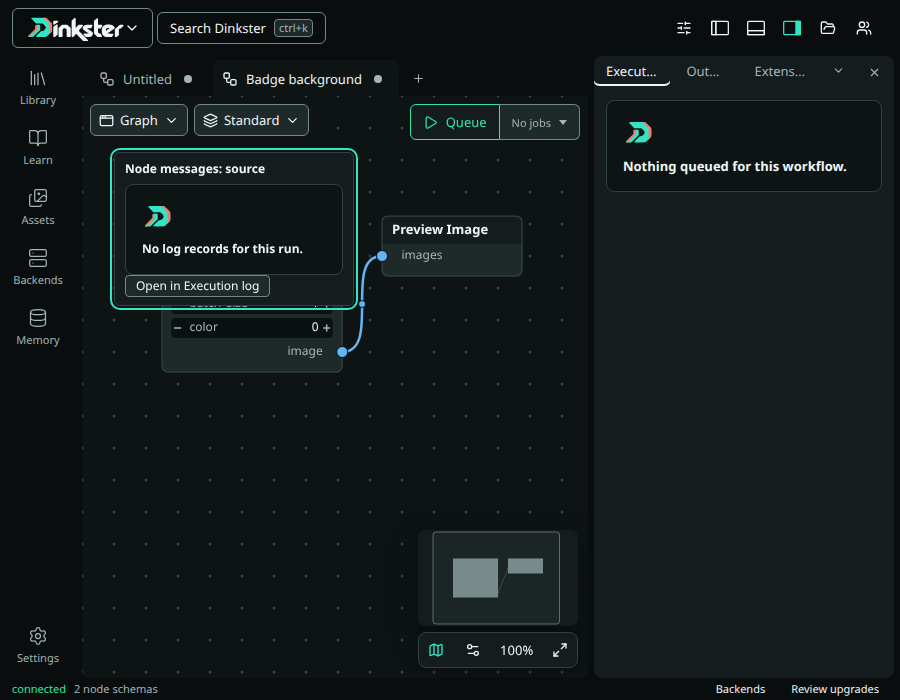 Dinkster
Search Dinkster ctrl+k
Untitled
Badge background
Execut...
Out...
Extens...
Library
Learn
Assets
Backends
Memory
Settings
Graph
Standard
Queue
No jobs
Nothing queued for this workflow.
Node messages: source
No log records for this run.
Open in Execution log
Preview Image
images
color 0
image
100%
connected 2 node schemas
Backends
Review upgrades